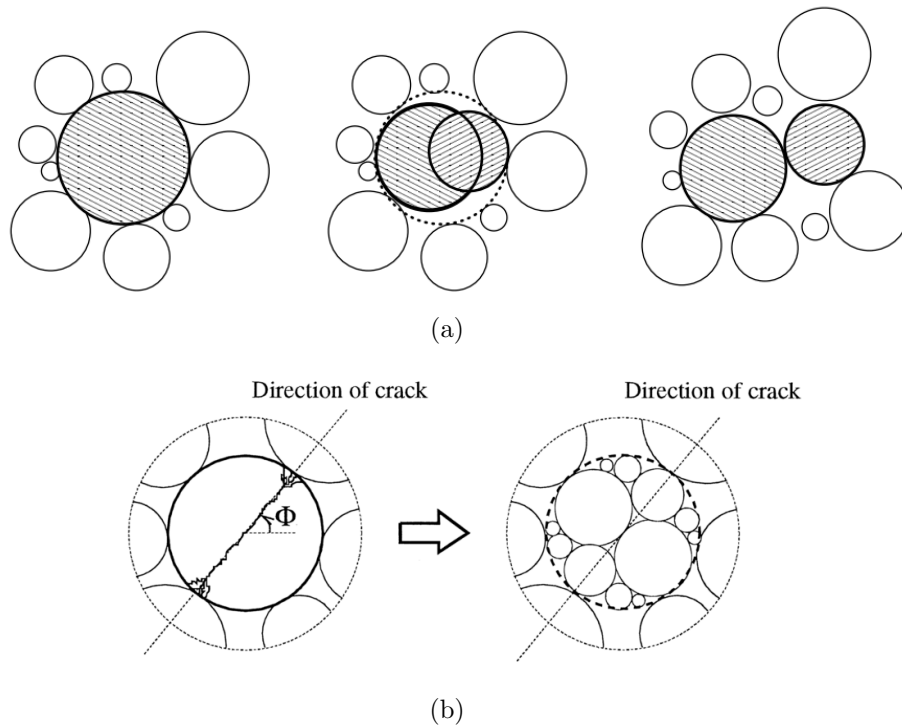 (a)
Direction of crack
Direction of crack
Φ
(b)